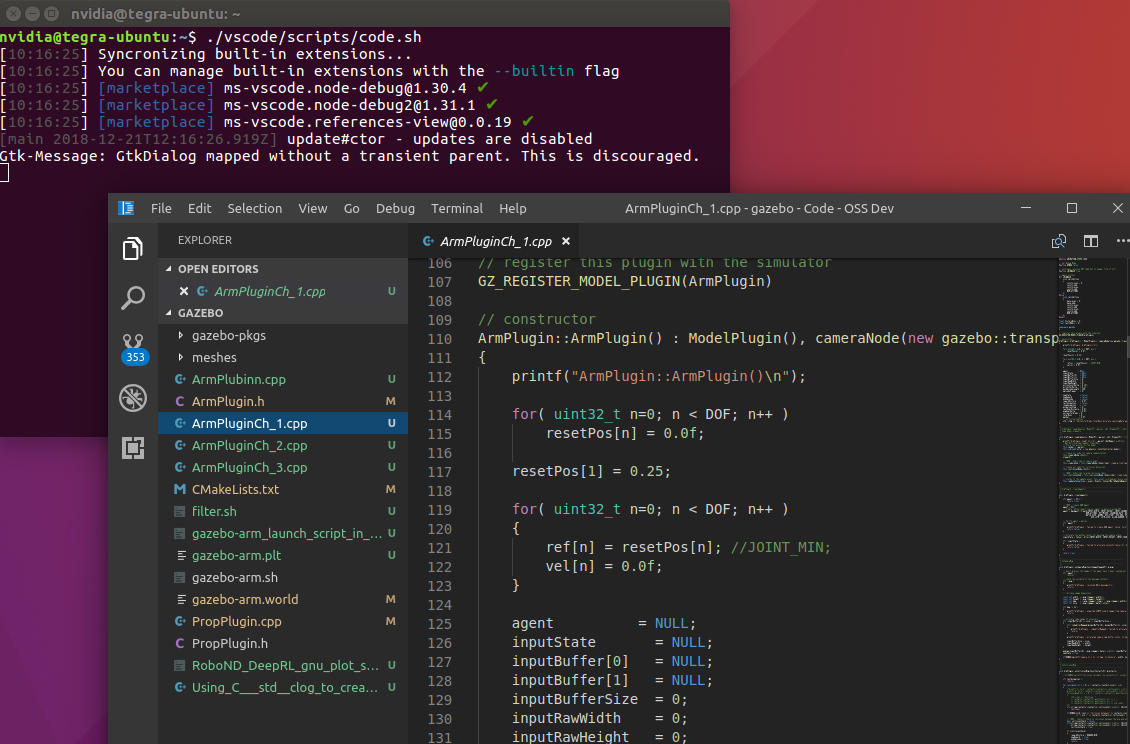 nvidia@tegra-ubuntu: ~
nvidia@tegra-ubuntu:~$ ./vscode/scripts/code.sh
[10:16:25] Syncronizing built-in extensions...
[10:16:25] You can manage built-in extensions with the --builtin flag
[10:16:25] [marketplace] ms-vscode.node-debug@1.30.4 ✔
[10:16:25] [marketplace] ms-vscode.node-debug2@1.31.1 ✔
[10:16:25] [marketplace] ms-vscode.references-view@0.0.19 ✔
[main 2018-12-21T12:16:26.919Z] update#ctor - updates are disabled
Gtk-Message: GtkDialog mapped without a transient parent. This is discouraged.
File Edit Selection View Go Debug Terminal Help
ArmPluginCh_1.cpp - gazebo - Code - OSS Dev
353
EXPLORER
OPEN EDITORS
ArmPluginCh_1.cpp U
GAZEBO
gazebo-pkgs
meshes
ArmPlubinn.cpp U
ArmPlugin.h M
ArmPluginCh_1.cpp U
ArmPluginCh_2.cpp U
ArmPluginCh_3.cpp U
CMakeLists.txt M
filter.sh U
gazebo-arm_launch_script_in_... U
gazebo-arm.plt U
gazebo-arm.sh
gazebo-arm.world M
PropPlugin.cpp M
PropPlugin.h
RoboND_DeepRL_gnu_plot_s... U
Using_C___std__clog_to_crea... U
ArmPluginCh_1.cpp
106 // register this plugin with the simulator
107 GZ_REGISTER_MODEL_PLUGIN(ArmPlugin)
108
109 // constructor
110 ArmPlugin::ArmPlugin() : ModelPlugin(), cameraNode(new gazebo::transp
111 {
112 printf("ArmPlugin::ArmPlugin()\n");
113
114 for( uint32_t n=0; n < DOF; n++ )
115 resetPos[n] = 0.0f;
116
117 resetPos[1] = 0.25;
118
119 for( uint32_t n=0; n < DOF; n++ )
120 {
121 ref[n] = resetPos[n]; //JOINT_MIN;
122 vel[n] = 0.0f;
123 }
124
125 agent = NULL;
126 inputState = NULL;
127 inputBuffer[0] = NULL;
128 inputBuffer[1] = NULL;
129 inputBufferSize = 0;
130 inputRawWidth = 0;
131 inputRawHeight = 0;